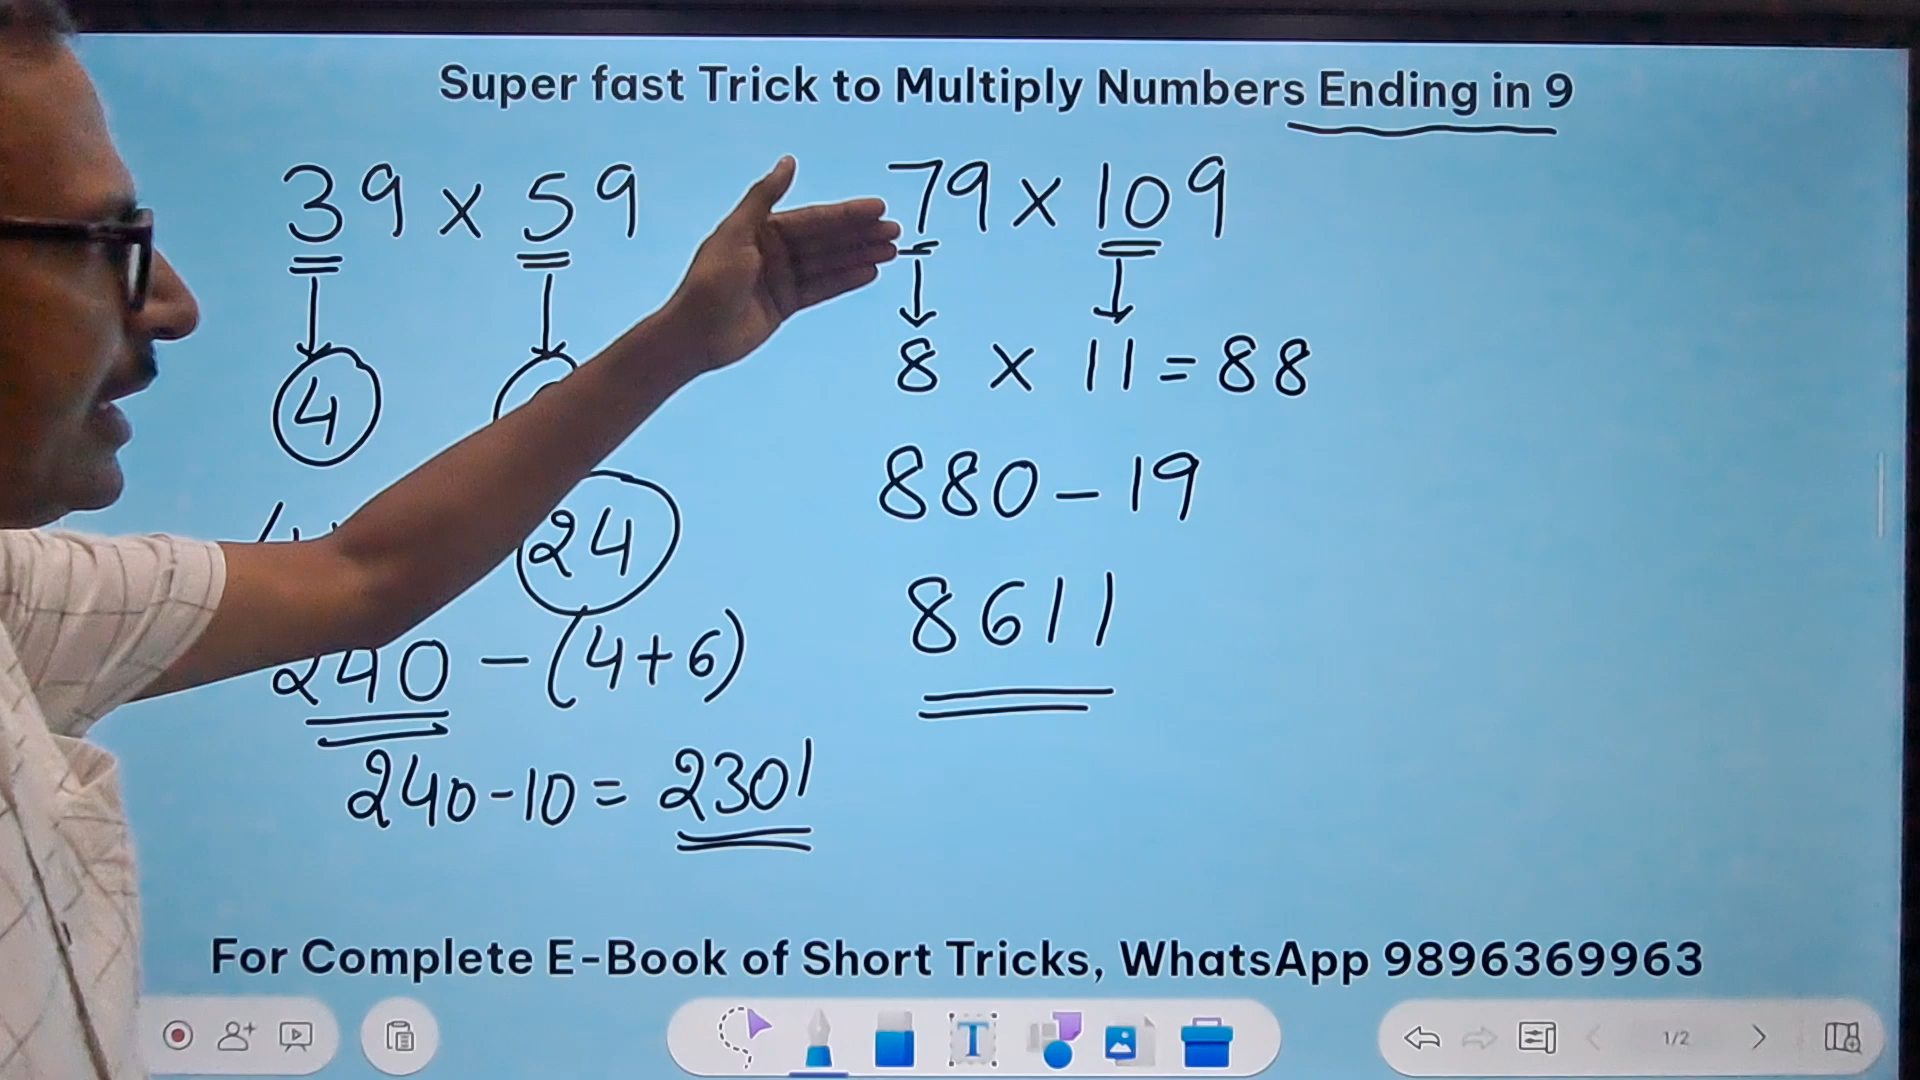 Super fast Trick to Multiply Numbers Ending in 9
39 x 59
4
24
240 - (4+6)
240-10 = 2301
79 x 109
8 x 11 = 88
880 - 19
8611
For Complete E-Book of Short Tricks, WhatsApp 9896369963
T
1/2